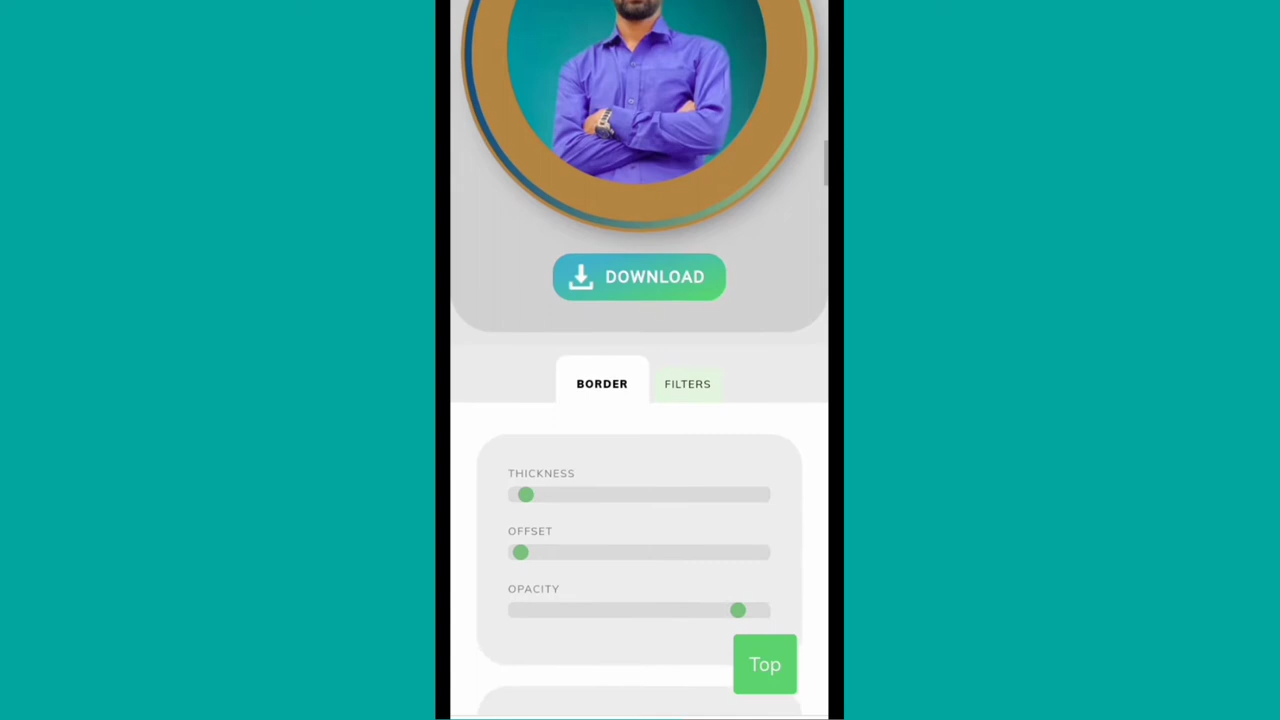 DOWNLOAD
BORDER
FILTERS
THICKNESS
OFFSET
OPACITY
Top